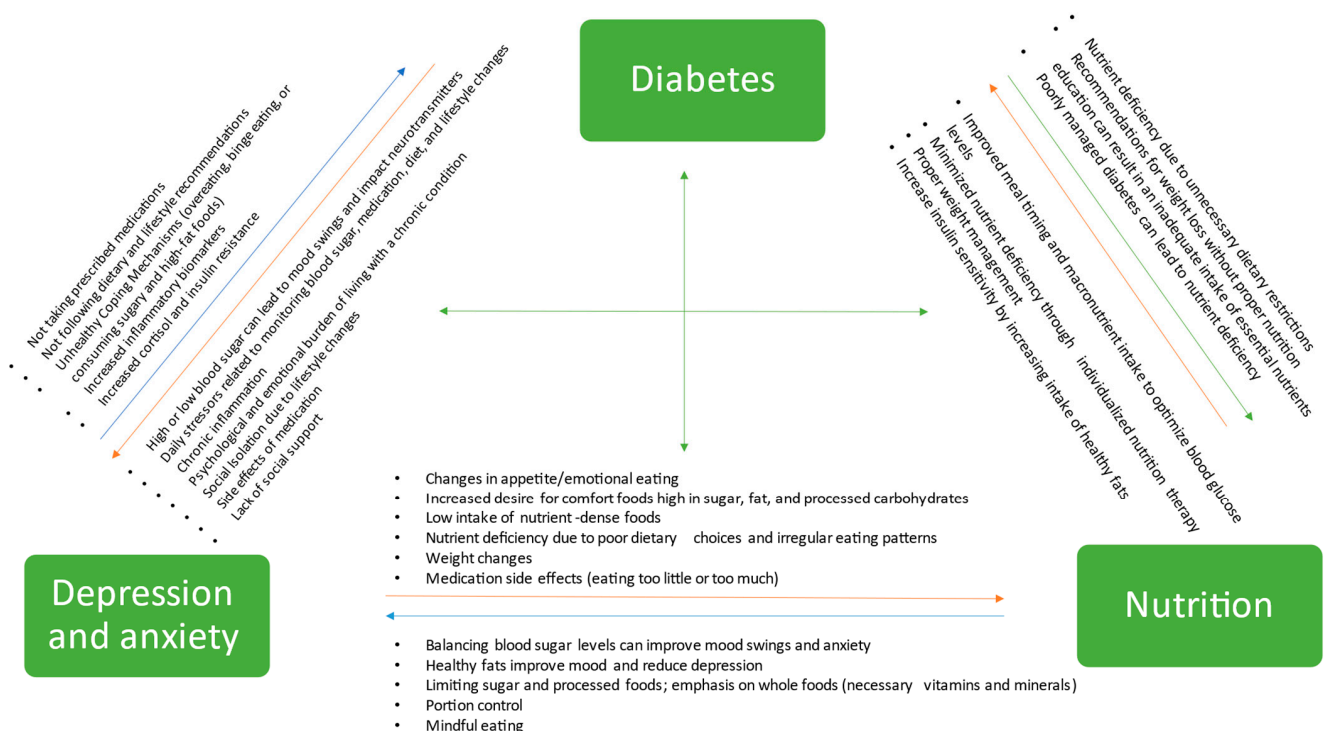 Diabetes
Not taking prescribed medications
Not following dietary and lifestyle recommendations
Unhealthy Coping Mechanisms (overeating, binge eating, or
consuming sugary and high-fat foods)
Increased inflammatory biomarkers
Increased cortisol and insulin resistance
High or low blood sugar can lead to mood swings and impact neurotransmitters
Daily stressors related to monitoring blood sugar, medication, diet, and lifestyle changes
Chronic inflammation
Psychological and emotional burden of living with a chronic condition
Social Isolation due to lifestyle changes
Side effects of medication
Lack of social support
Nutrient deficiency due to unnecessary dietary restrictions
Recommendations for weight loss without proper nutrition
education can result in an inadequate intake of essential nutrients
Poorly managed diabetes can lead to nutrient deficiency
Improved meal timing and macronutrient intake to optimize blood glucose
levels
Minimized nutrient deficiency through individualized nutrition therapy
Proper weight management
Increase insulin sensitivity by increasing intake of healthy fats
Changes in appetite/emotional eating
Increased desire for comfort foods high in sugar, fat, and processed carbohydrates
Low intake of nutrient -dense foods
Nutrient deficiency due to poor dietary choices and irregular eating patterns
Weight changes
Medication side effects (eating too little or too much)
Depression
and anxiety
Nutrition
Balancing blood sugar levels can improve mood swings and anxiety
Healthy fats improve mood and reduce depression
Limiting sugar and processed foods; emphasis on whole foods (necessary vitamins and minerals)
Portion control
Mindful eating